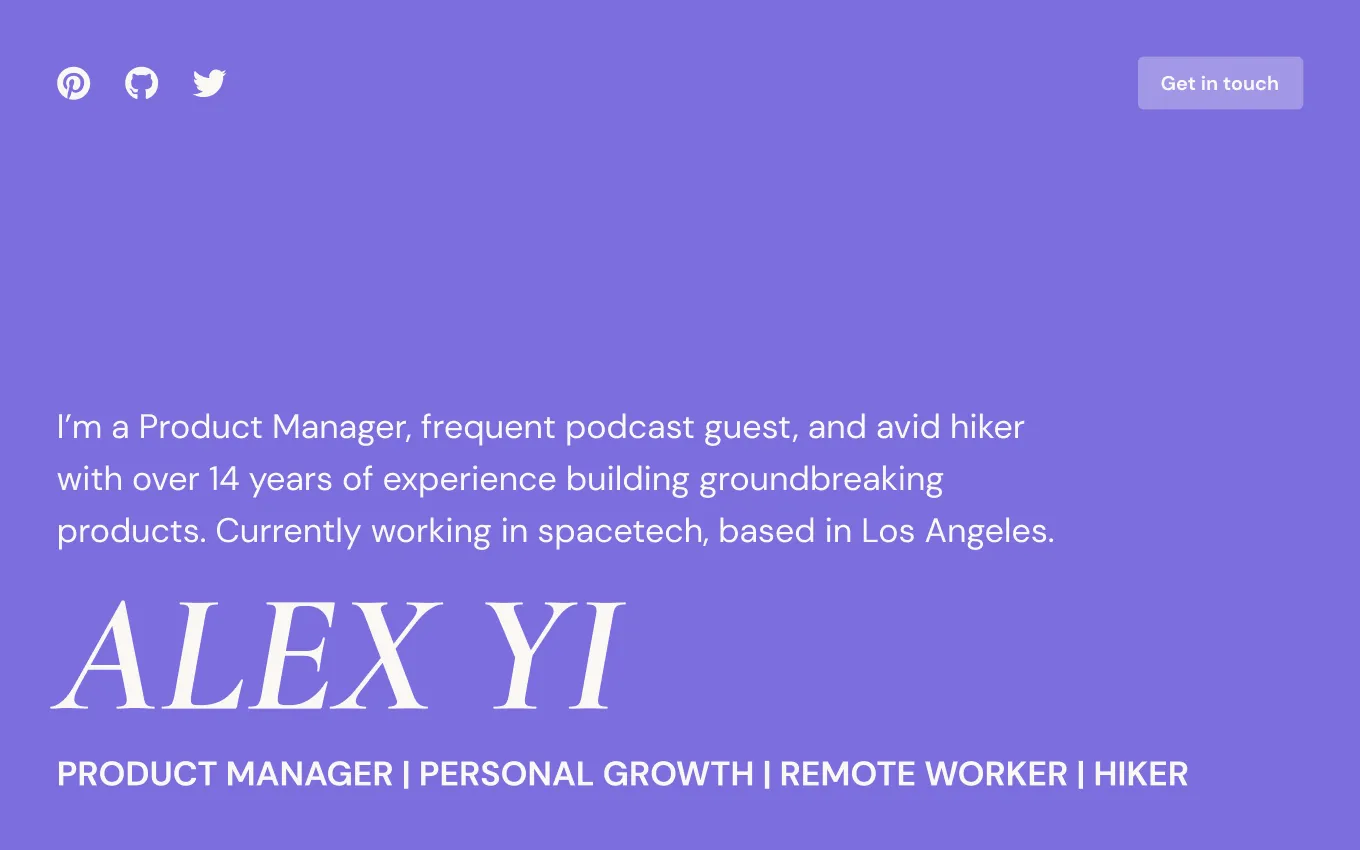 Get in touch
I’m a Product Manager, frequent podcast guest, and avid hiker
with over 14 years of experience building groundbreaking
products. Currently working in spacetech, based in Los Angeles.
ALEX YI
PRODUCT MANAGER | PERSONAL GROWTH | REMOTE WORKER | HIKER